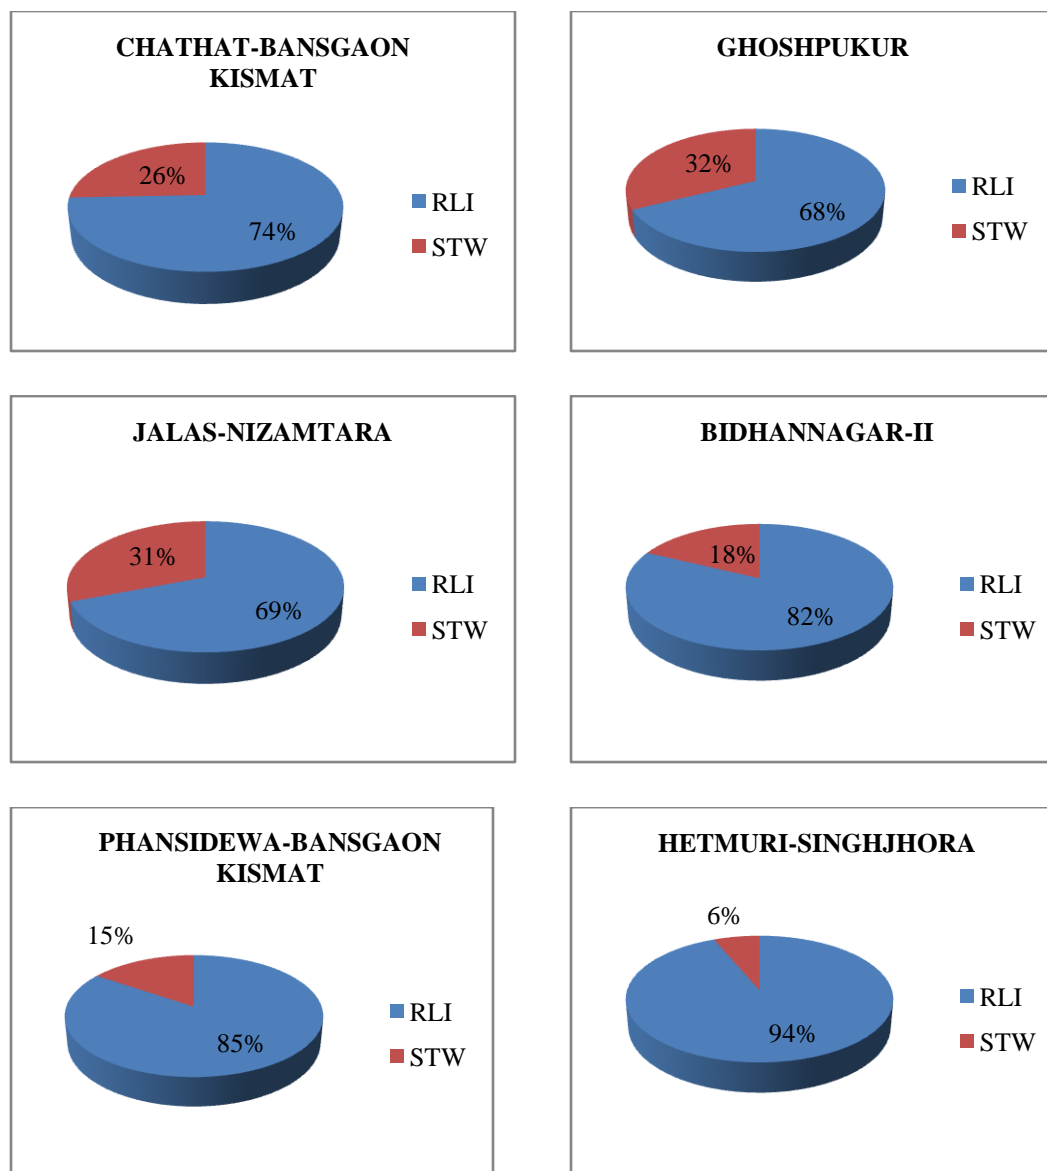 CHATHAT-BANSGAON
KISMAT
26%
74%
RLI
STW
GHOSHPUKUR
32%
68%
RLI
STW
JALAS-NIZAMTARA
31%
69%
RLI
STW
BIDHANNAGAR-II
18%
82%
RLI
STW
PHANSIDEWA-BANSGAON
KISMAT
15%
85%
RLI
STW
HETMURI-SINGHJHORA
6%
94%
RLI
STW